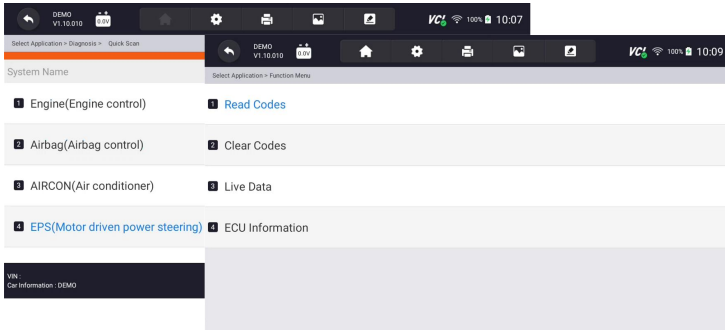 DEMO
V1.10.010
0.0V
VCI
100%
10:07
Select Application > Diagnosis > Quick Scan
System Name
1 Engine(Engine control)
2 Airbag(Airbag control)
3 AIRCON(Air conditioner)
4 EPS(Motor driven power steering)
VIN :
Car Information : DEMO
DEMO
V1.10.010
0.0V
VCI
100%
10:09
Select Application > Function Menu
1 Read Codes
2 Clear Codes
3 Live Data
4 ECU Information